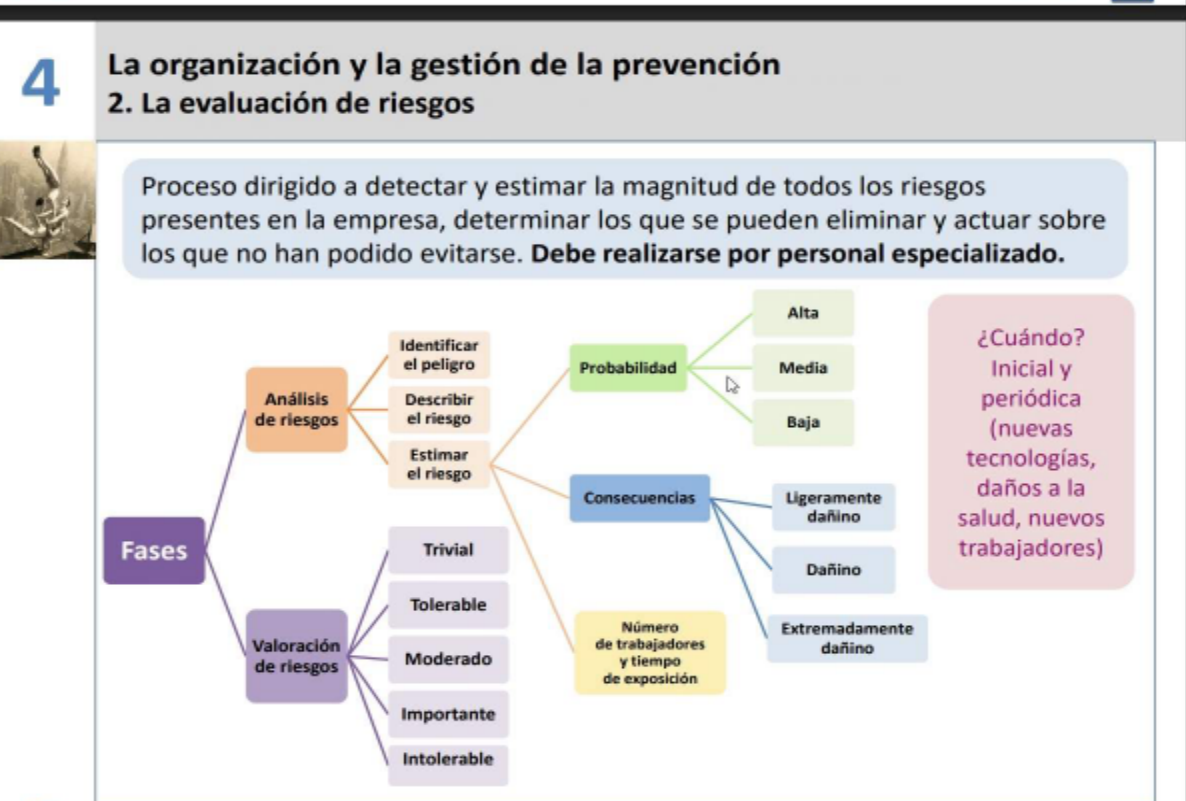 4
La organización y la gestión de la prevención
2. La evaluación de riesgos
Proceso dirigido a detectar y estimar la magnitud de todos los riesgos
presentes en la empresa, determinar los que se pueden eliminar y actuar sobre
los que no han podido evitarse. Debe realizarse por personal especializado.
Fases
Análisis
de riesgos
Identificar
el peligro
Describir
el riesgo
Estimar
el riesgo
Probabilidad
Alta
Media
Baja
Consecuencias
Ligeramente
dañino
Dañino
Extremadamente
dañino
Número
de trabajadores
y tiempo
de exposición
Valoración
de riesgos
Trivial
Tolerable
Moderado
Importante
Intolerable
¿Cuándo?
Inicial y
periódica
(nuevas
tecnologías,
daños a la
salud, nuevos
trabajadores)